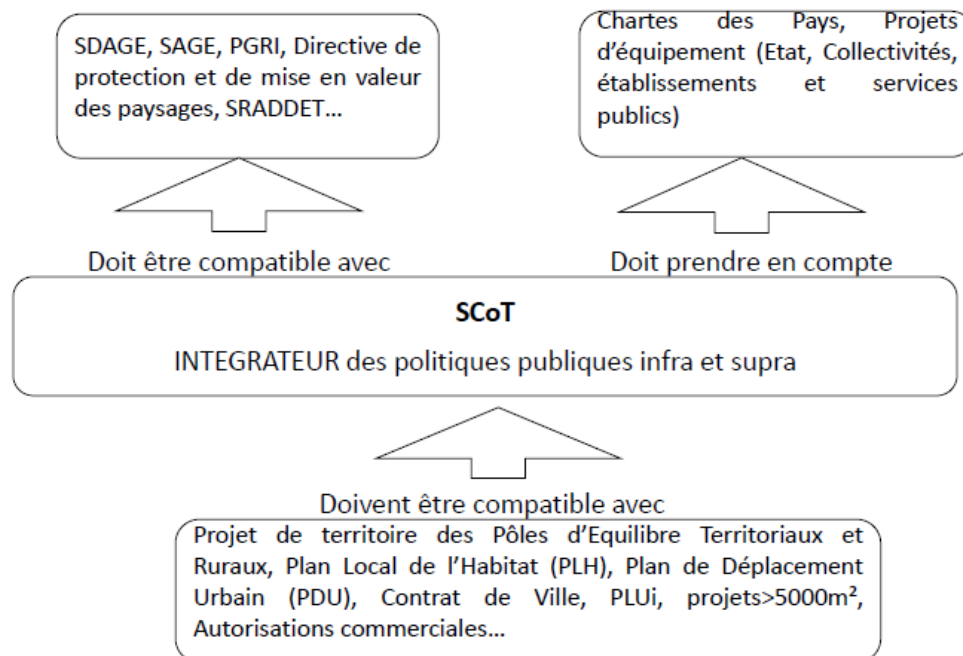 SDAGE, SAGE, PGRI, Directive de
protection et de mise en valeur
des paysages, SRADDET...
Chartes des Pays, Projets
d'équipement (Etat, Collectivités,
établissements et services
publics)
Doit être compatible avec
Doit prendre en compte
SCoT
INTEGRATEUR des politiques publiques infra et supra
Doivent être compatible avec
Projet de territoire des Pôles d'Equilibre Territoriaux et
Ruraux, Plan Local de l'Habitat (PLH), Plan de Déplacement
Urbain (PDU), Contrat de Ville, PLUi, projets>5000m²,
Autorisations commerciales...